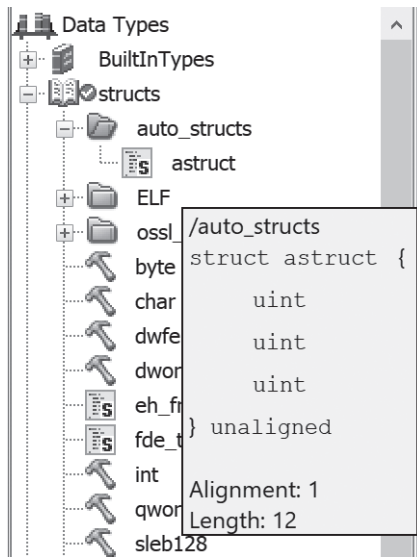 Data Types
BuiltInTypes
structs
auto_structs
astruct
ELF
ossl_
byte
char
dwfe
dwor
eh_fr
fde_t
int
qwor
sleb128
/auto_structs
struct astruct {
uint
uint
uint
} unaligned
Alignment: 1
Length: 12